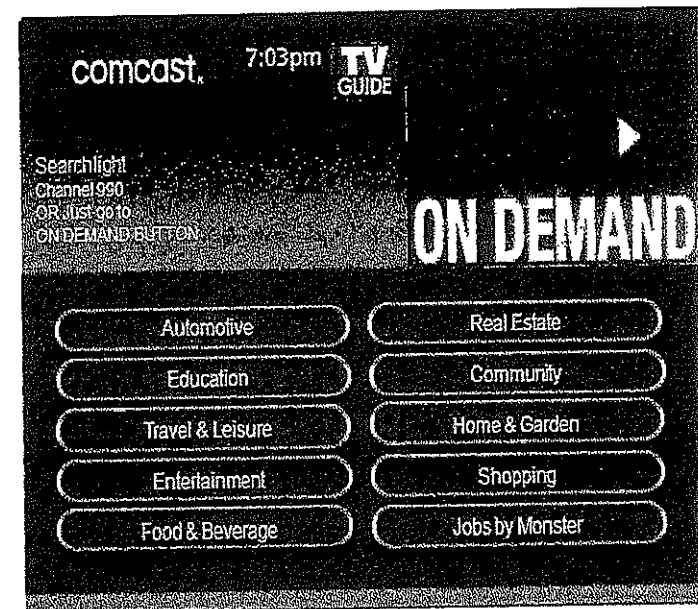 comcast.
7:03pm
TV
GUIDE
Searchlight
Channel 990
OR Just go to
ON DEMAND BUTTON
ON DEMAND
Automotive
Real Estate
Education
Community
Travel & Leisure
Home & Garden
Entertainment
Shopping
Food & Beverage
Jobs by Monster